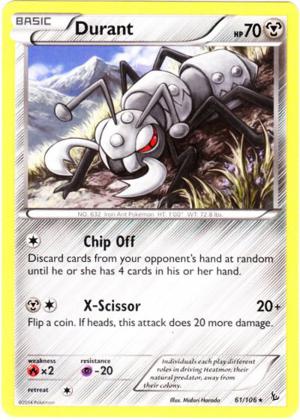 BASIC
Durant
HP70
NO. 632 Iron Ant Pokémon HT: 1'00" WT: 72.8 lbs.
Chip Off
Discard cards from your opponent's hand at random
until he or she has 4 cards in his or her hand.
X-Scissor 20+
Flip a coin. If heads, this attack does 20 more damage.
weakness resistance
×2 -20
retreat
Individuals each play different
roles in driving off Heatmor,
their natural predator, away from
their colony.
©2014 Pokémon
Illus. Midori Harada
61/106 ★